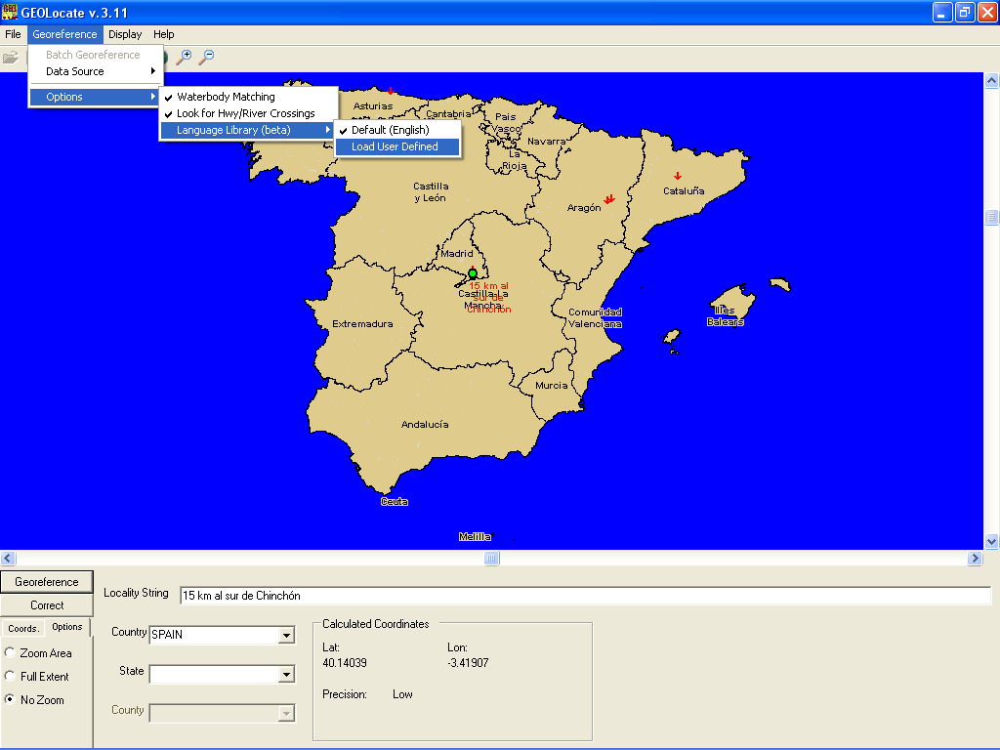 GEOLocate v. 3.11
File Georeference Display Help
Batch Georeference
Data Source
Options
Waterbody Matching
Look for Hwy/River Crossings
Language Library (beta)
Default (English)
Load User Defined
Asturias
Cantabria
Pais
Vasco
Navarra
La
Rioja
Castilla
y León
Aragón
Cataluña
Madrid
15 km al
sur de
Chinchón
Castilla-La
Mancha
Extremadura
Comunidad
Valenciana
Illes
Balears
Murcia
Andalucía
Ceuta
Melilla
Georeference
Correct
Coords. Options
Zoom Area
Full Extent
No Zoom
Locality String 15 km al sur de Chinchón
Country SPAIN
State
County
Calculated Coordinates
Lat: Lon:
40.14039 -3.41907
Precision: Low